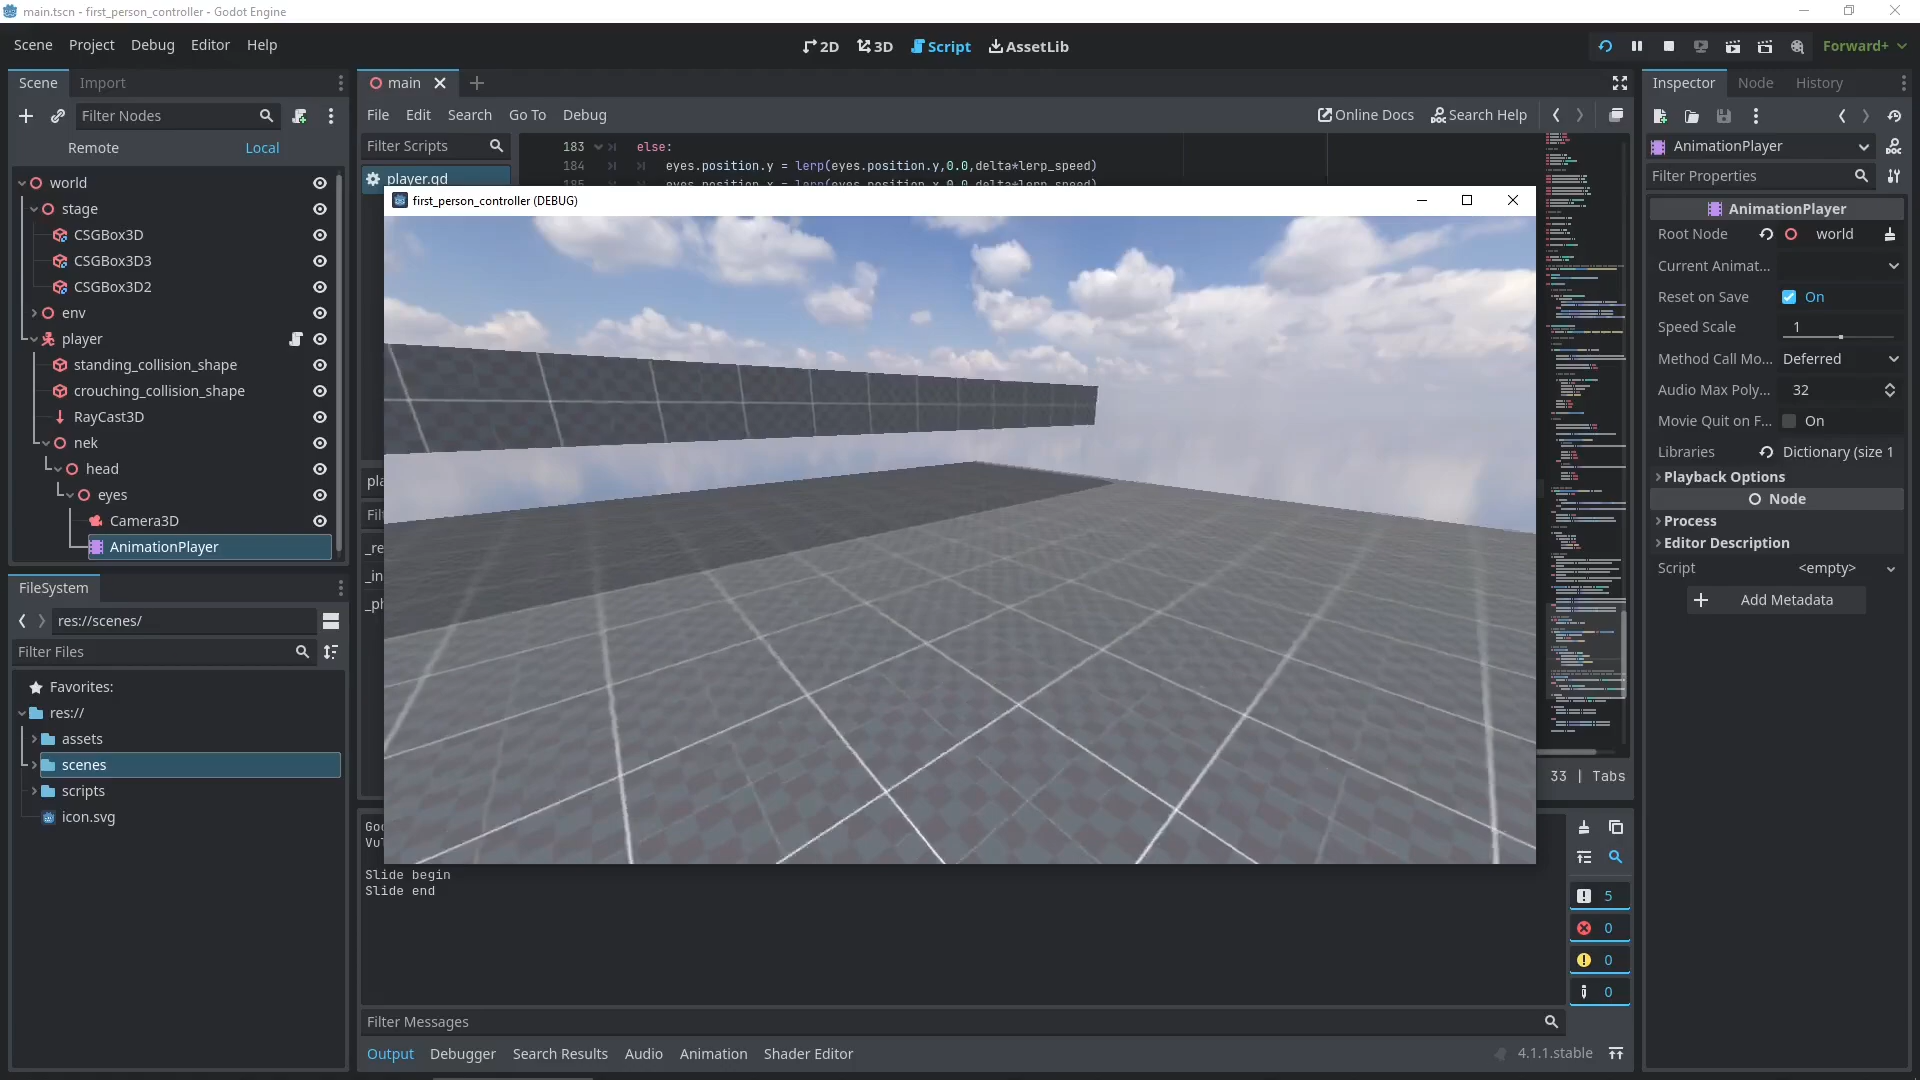 main.tscn - first_person_controller - Godot Engine
Scene Project Debug Editor Help
2D 3D Script AssetLib
Forward+
Scene Import
Filter Nodes
Remote Local
world
stage
CSGBox3D
CSGBox3D3
CSGBox3D2
env
player
standing_collision_shape
crouching_collision_shape
RayCast3D
nek
head
eyes
Camera3D
AnimationPlayer
FileSystem
res://scenes/
Filter Files
Favorites:
res://
assets
scenes
scripts
icon.svg
main
File Edit Search Go To Debug
Online Docs Search Help
Filter Scripts
player.gd
183 else:
184 eyes.position.y = lerp(eyes.position.y,0.0,delta*lerp_speed)
first_person_controller (DEBUG)
33 | Tabs
Slide begin
Slide end
5
0
0
0
Filter Messages
Output Debugger Search Results Audio Animation Shader Editor
4.1.1.stable
Inspector Node History
AnimationPlayer
Filter Properties
AnimationPlayer
Root Node world
Current Animat...
Reset on Save On
Speed Scale 1
Method Call Mo... Deferred
Audio Max Poly... 32
Movie Quit on F... On
Libraries Dictionary (size 1
Playback Options
Node
Process
Editor Description
Script <empty>
Add Metadata